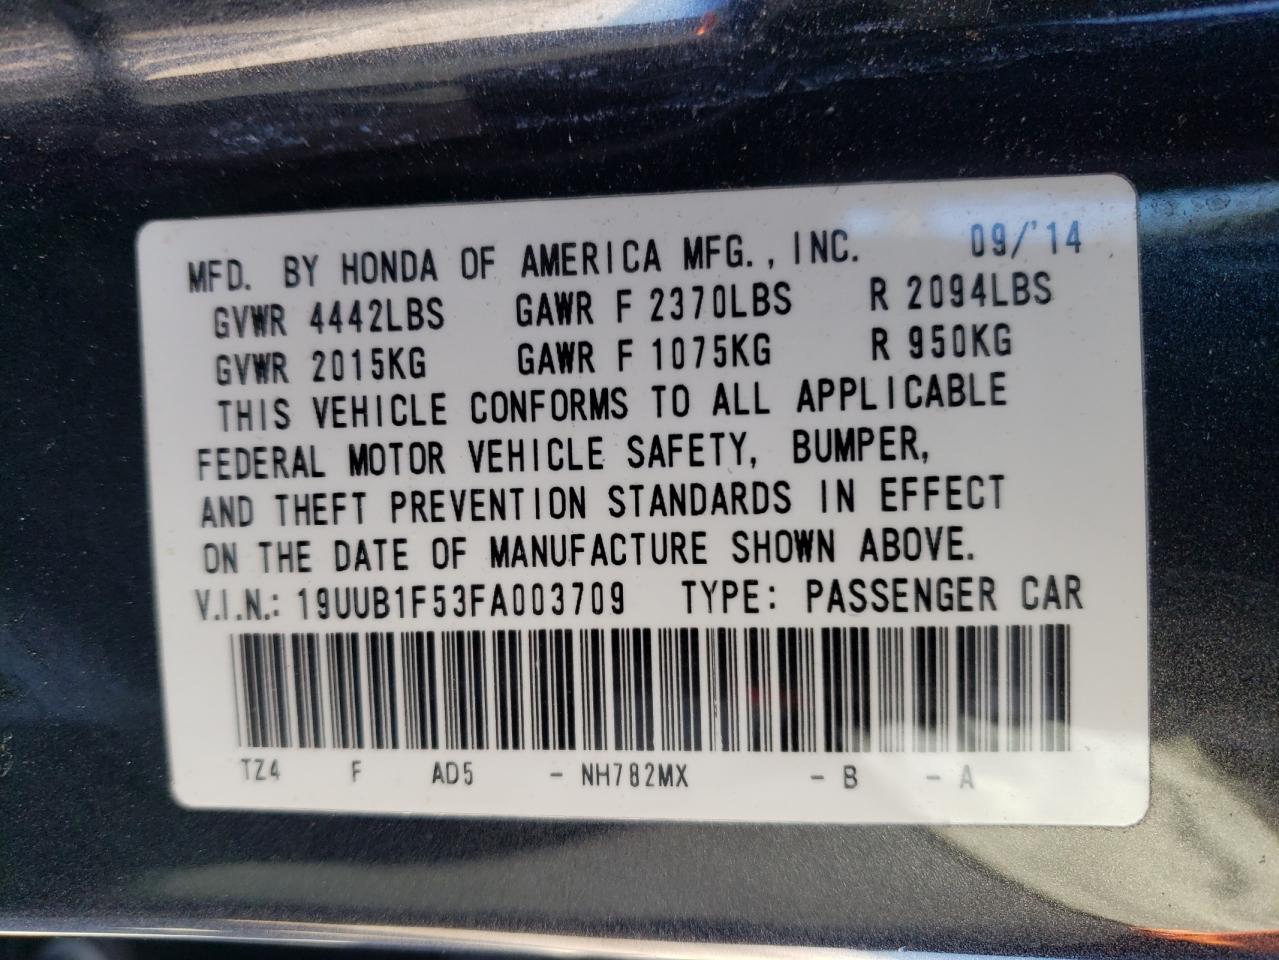 MFD. BY HONDA OF AMERICA MFG., INC. 09/'14
GVWR 4442LBS GAWR F 2370LBS R 2094LBS
GVWR 2015KG GAWR F 1075KG R 950KG
THIS VEHICLE CONFORMS TO ALL APPLICABLE
FEDERAL MOTOR VEHICLE SAFETY, BUMPER,
AND THEFT PREVENTION STANDARDS IN EFFECT
ON THE DATE OF MANUFACTURE SHOWN ABOVE.
V.I.N.: 19UUB1F53FA003709 TYPE: PASSENGER CAR
TZ4 F AD5 - NH782MX - B - A